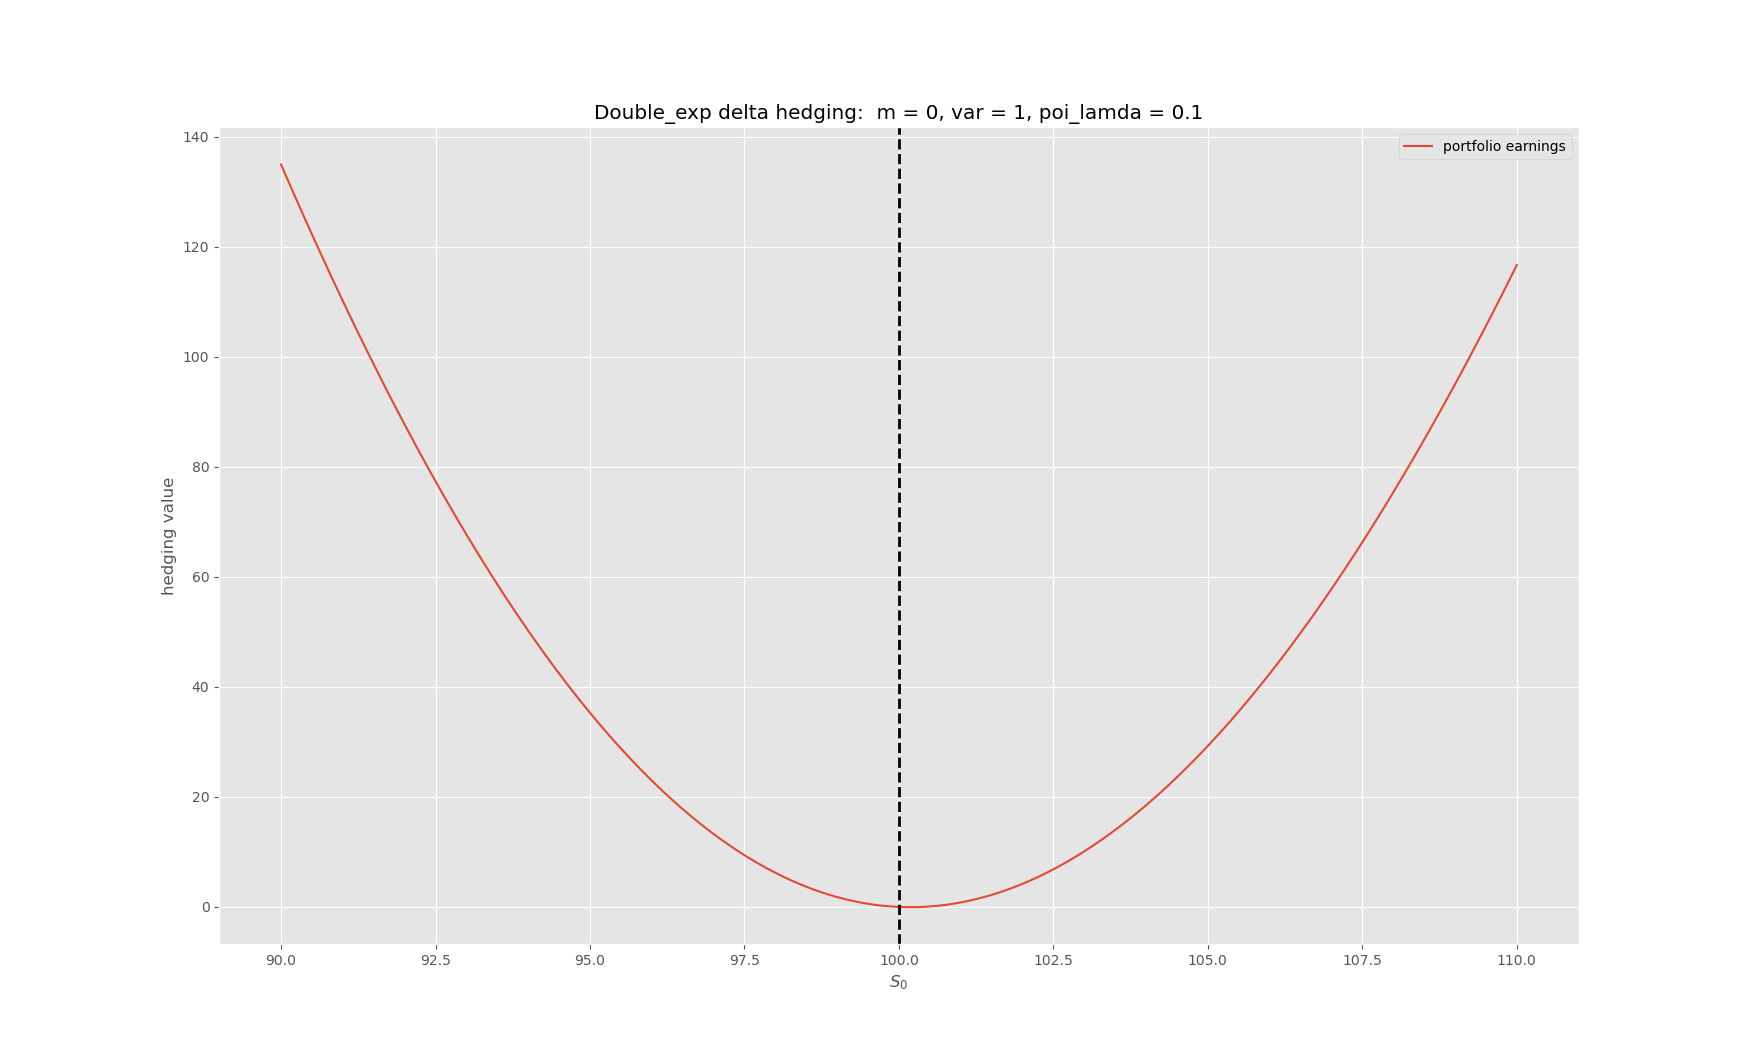 Double_exp delta hedging:  m = 0, var = 1, poi_lamda = 0.1
portfolio earnings
140
120
100
80
60
40
20
0
hedging value
90.0 92.5 95.0 97.5 100.0 102.5 105.0 107.5 110.0
S_0